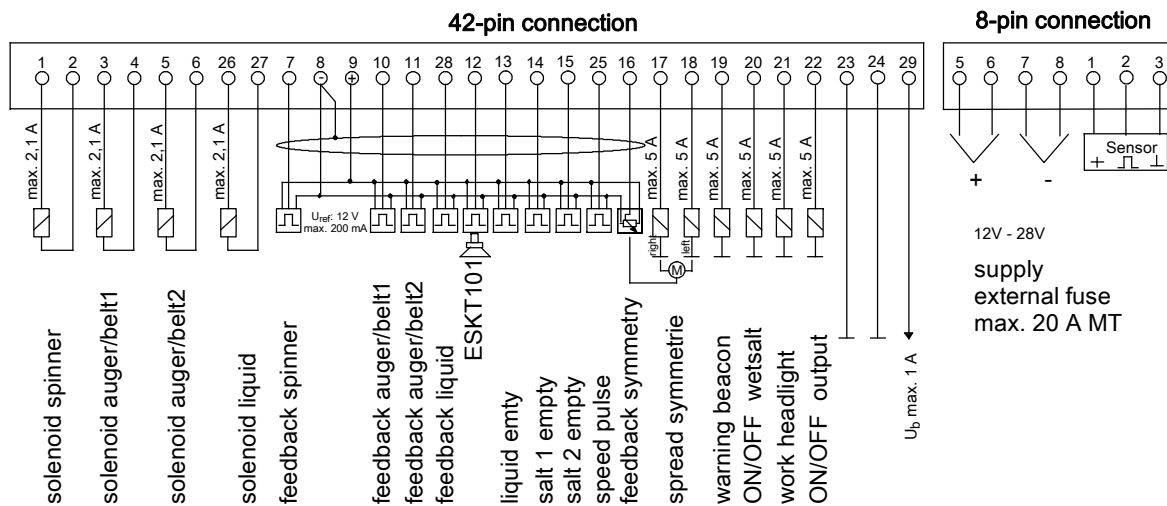 42-pin connection
8-pin connection
1 2 3 4 5 6 26 27 7 8 9 10 11 28 12 13 14 15 25 16 17 18 19 20 21 22 23 24 29
5 6 7 8 1 2 3
- +
max. 2,1 A
max. 2,1 A
max. 2,1 A
max. 2,1 A
max. 5 A
max. 5 A
max. 5 A
max. 5 A
max. 5 A
max. 5 A
Sensor
+ -
Uref: 12 V
max. 200 mA
right
left
M
12V - 28V
supply
external fuse
max. 20 A MT
ESKT101
solenoid spinner
solenoid auger/belt1
solenoid auger/belt2
solenoid liquid
feedback spinner
feedback auger/belt1
feedback auger/belt2
feedback liquid
liquid emty
salt 1 empty
salt 2 empty
speed pulse
feedback symmetry
spread symmetrie
warning beacon
ON/OFF wetsalt
work headlight
ON/OFF output
Ub max. 1 A